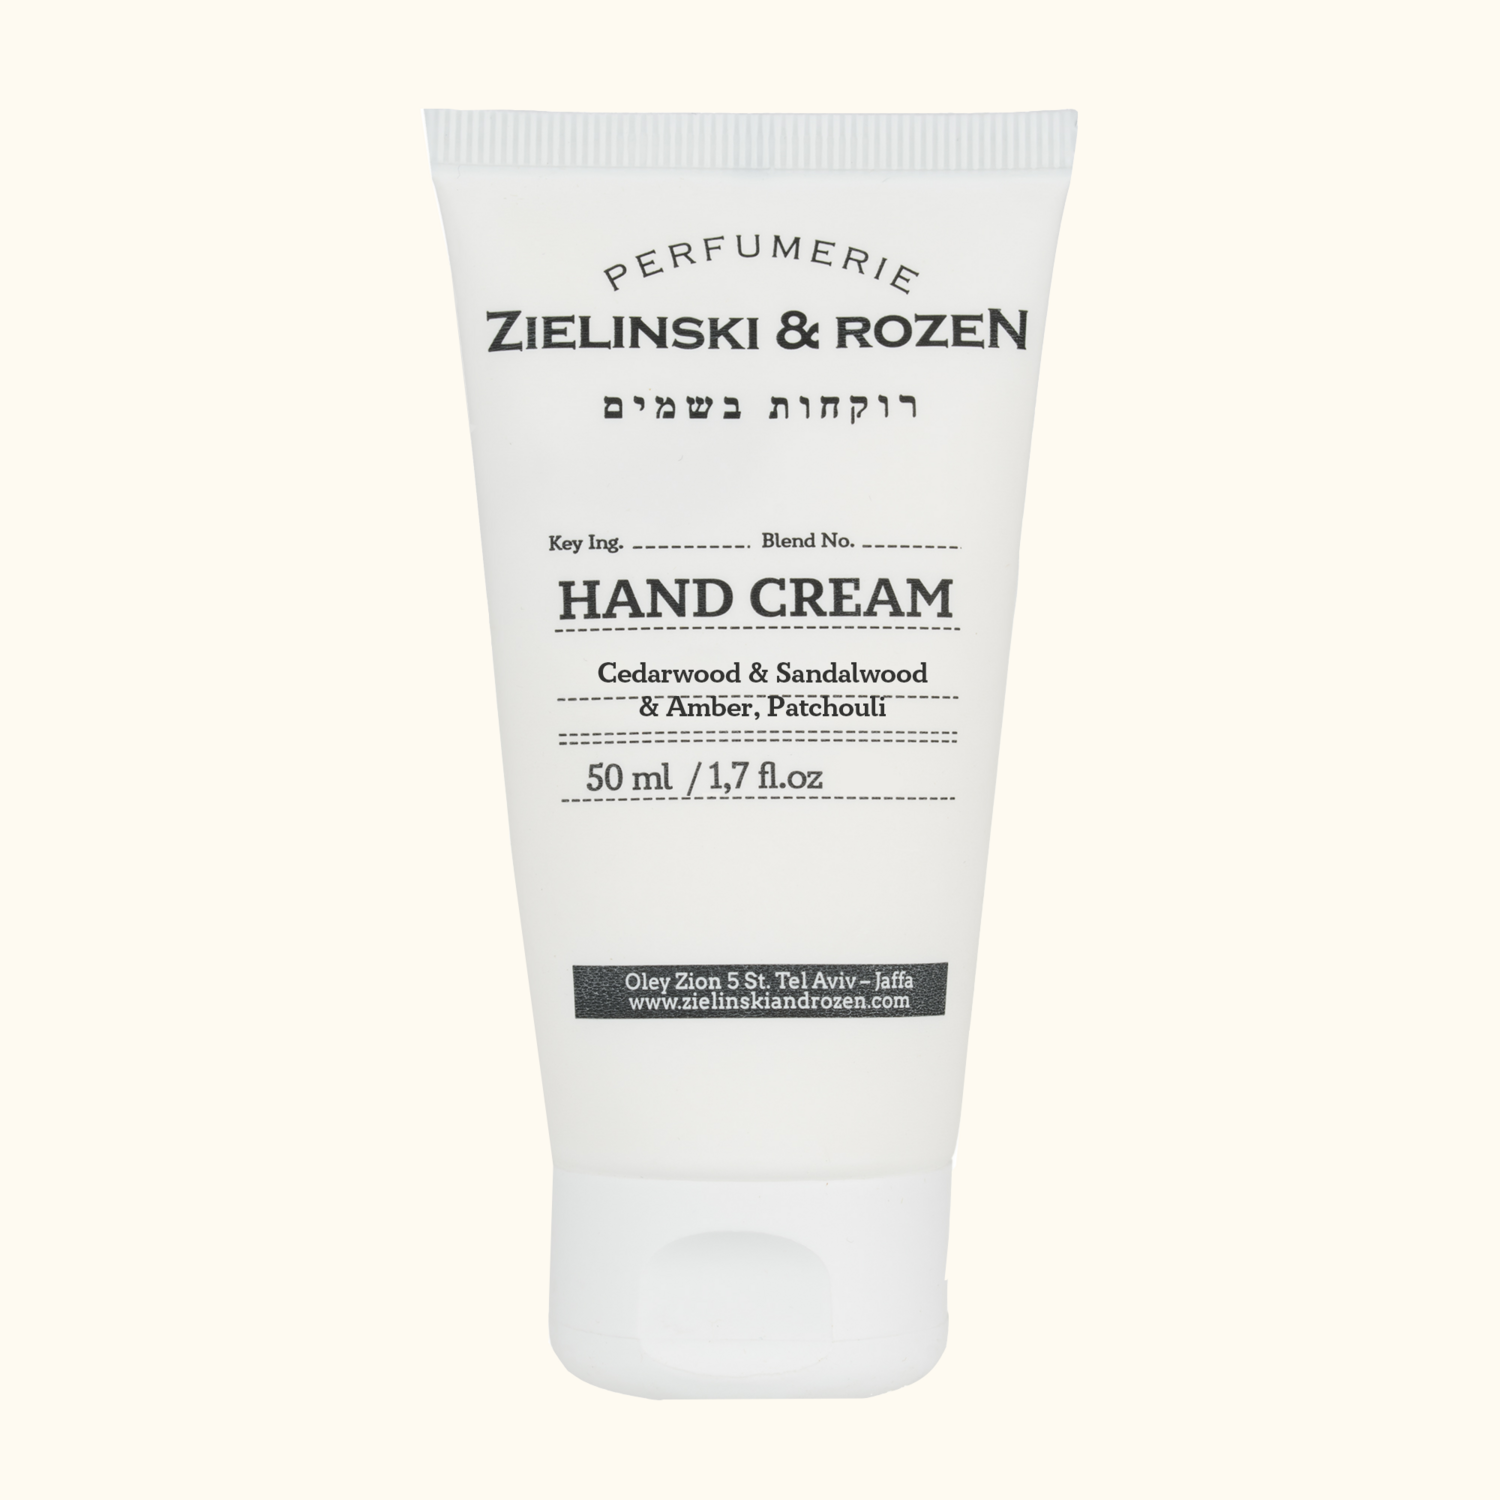 PERFUMERIE
ZIELINSKI & ROZEN
רוקחות בשמים
Key Ing. Blend No.
HAND CREAM
Cedarwood & Sandalwood
& Amber, Patchouli
50 ml / 1,7 fl.oz
Oley Zion 5 St. Tel Aviv – Jaffa
www.zielinskiandrozen.com